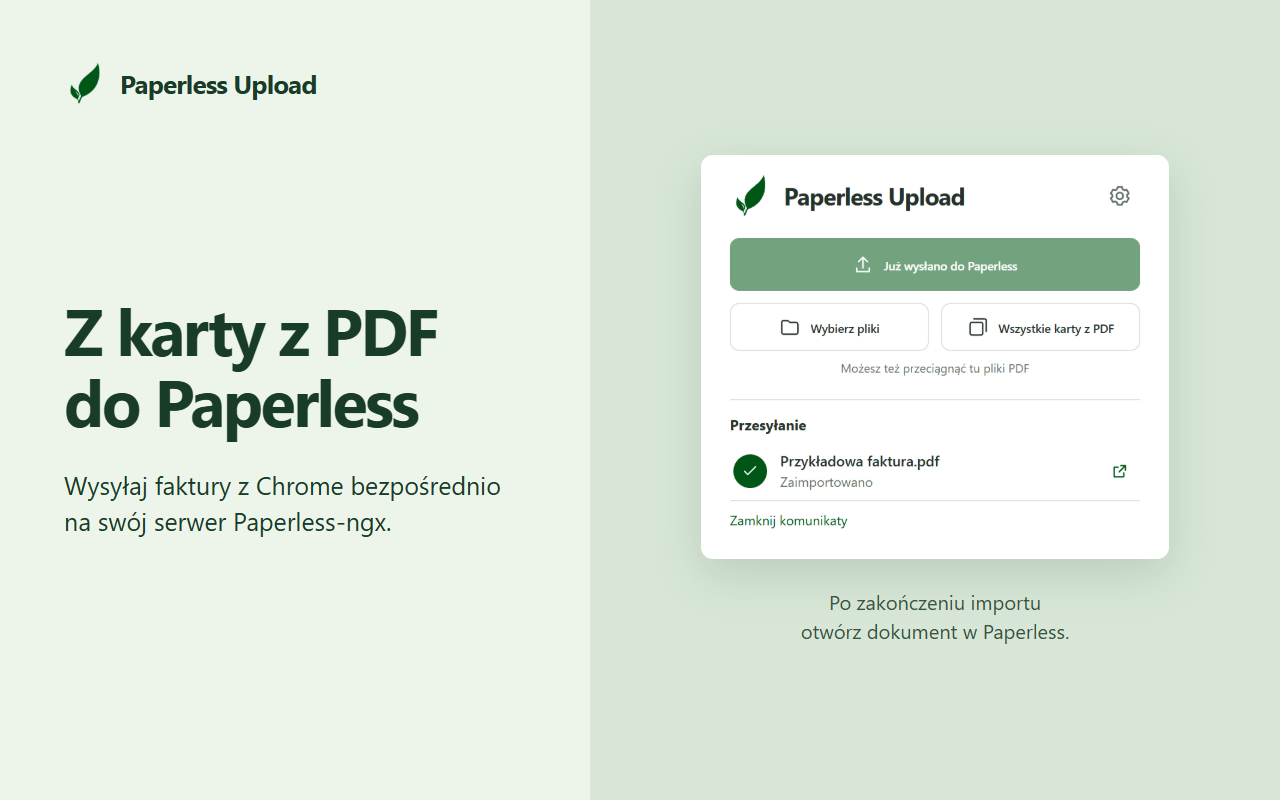 Paperless Upload
Z karty z PDF
do Paperless
Wysyłaj faktury z Chrome bezpośrednio
na swój serwer Paperless-ngx.
Paperless Upload
Już wysłano do Paperless
Wybierz pliki
Wszystkie karty z PDF
Możesz też przeciągnąć tu pliki PDF
Przesyłanie
Przykładowa faktura.pdf
Zaimportowano
Zamknij komunikaty
Po zakończeniu importu
otwórz dokument w Paperless.